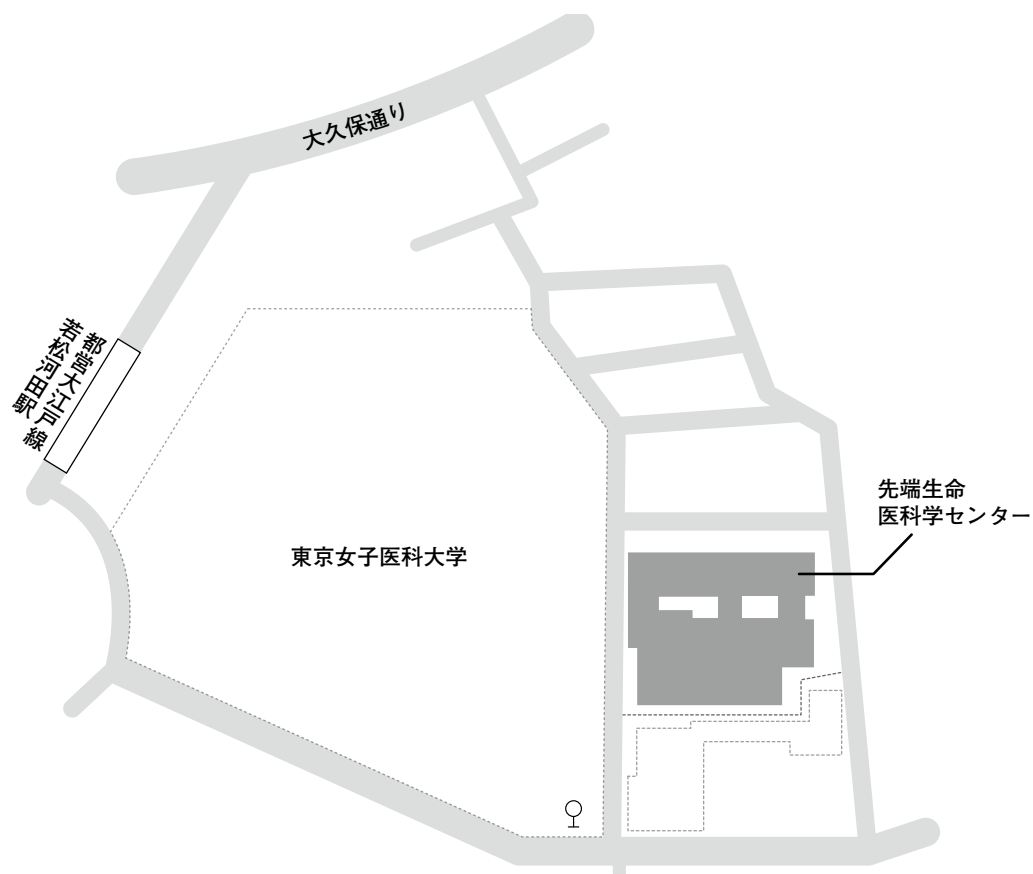 大久保通り
都営大江戸線
若松河田駅
先端生命
医科学センター
東京女子医科大学